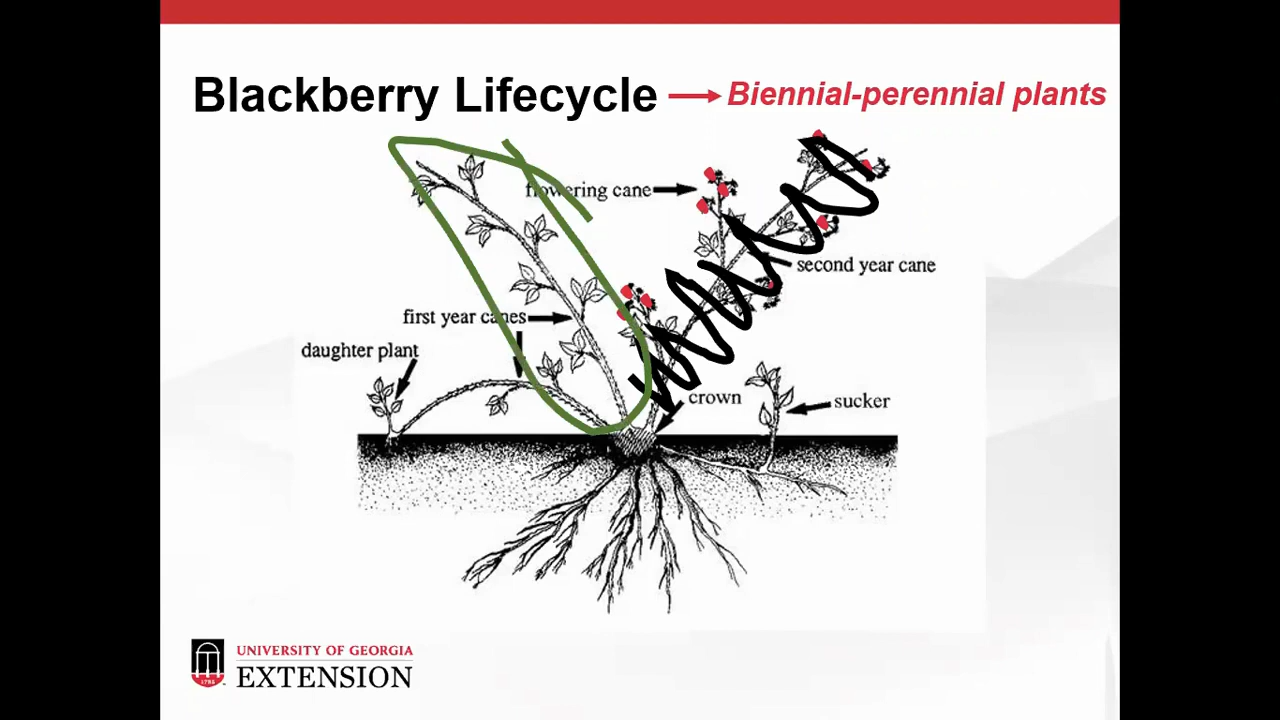 Blackberry Lifecycle
Biennial-perennial plants
flowering cane
second year cane
first year canes
daughter plant
crown
sucker
1785
UNIVERSITY OF GEORGIA
EXTENSION